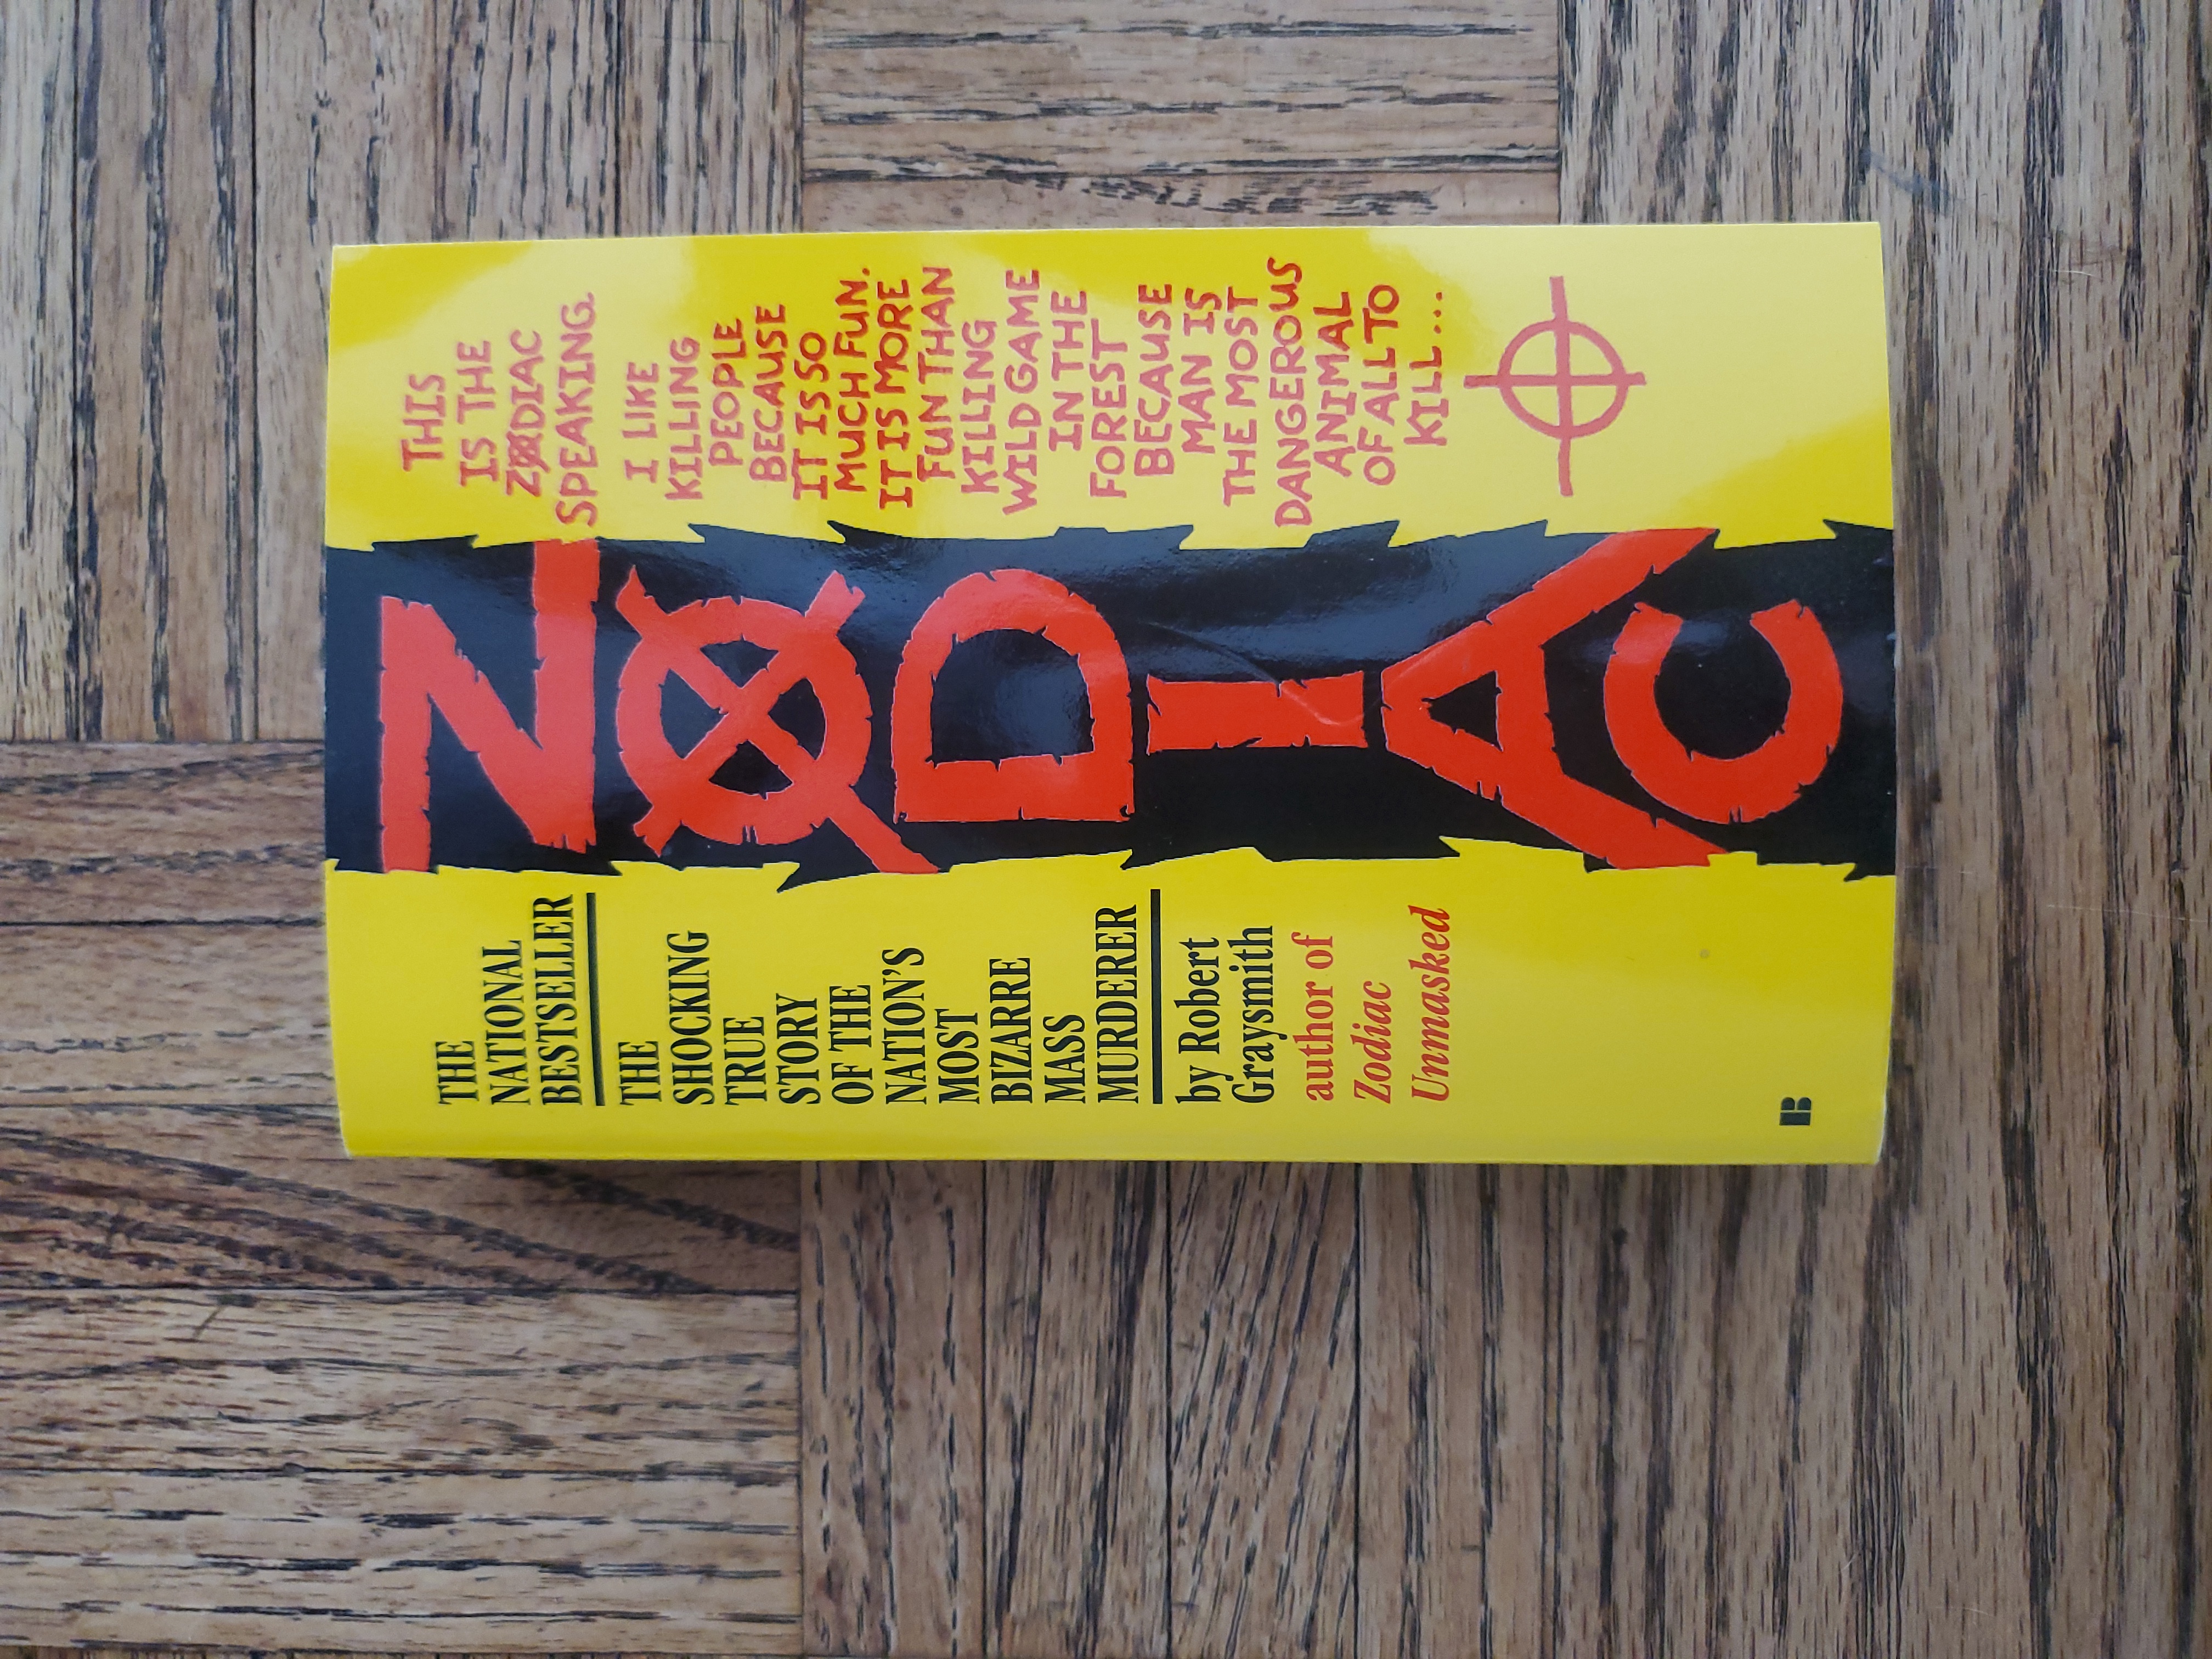 THE
NATIONAL
BESTSELLER
THE
SHOCKING
TRUE
STORY
OF THE
NATION'S
MOST
BIZARRE
MASS
MURDERER
by Robert
Graysmith
author of
Zodiac
Unmasked
B
ZODIAC
THIS
IS THE
ZODIAC
SPEAKING.
I LIKE
KILLING
PEOPLE
BECAUSE
IT IS SO
MUCH FUN.
IT IS MORE
FUN THAN
KILLING
WILD GAME
IN THE
FOREST
BECAUSE
MAN IS
THE MOST
DANGEROUS
ANIMAL
OF ALL TO
KILL...